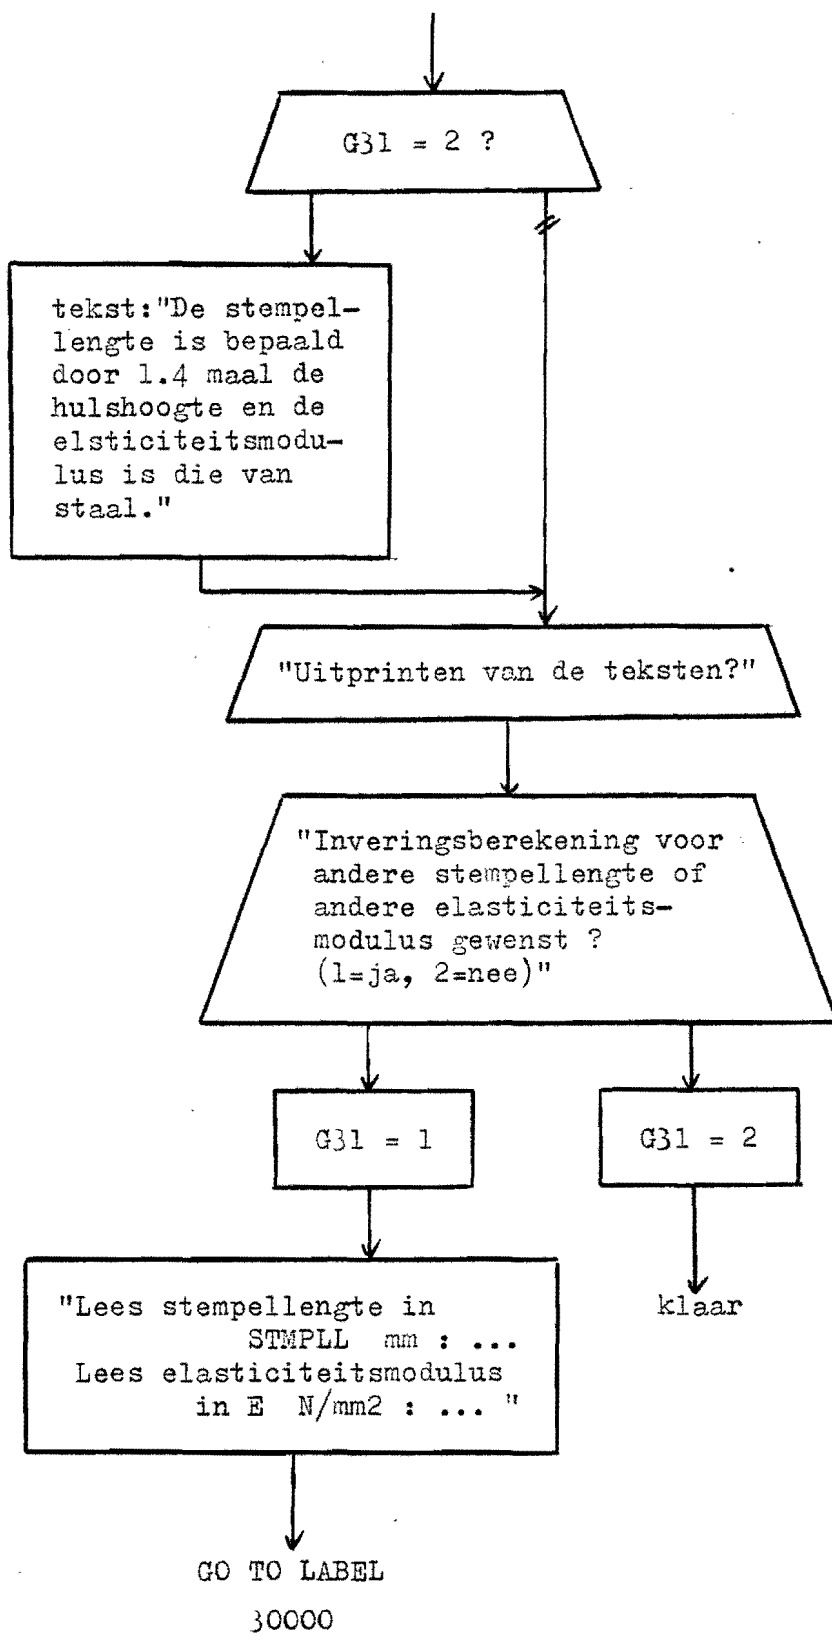 G31 = 2 ?
tekst:"De stempel-
lengte is bepaald
door 1.4 maal de
hulshoogte en de
elsticiteitsmodu-
lus is die van
staal."
"Uitprinten van de teksten?"
"Inveringsberekening voor
andere stempellengte of
andere elasticiteits-
modulus gewenst ?
(1=ja, 2=nee)"
G31 = 1
G31 = 2
"Lees stempellengte in
STMPLL mm : ...
Lees elasticiteitsmodulus
in E N/mm2 : ... "
klaar
GO TO LABEL
30000